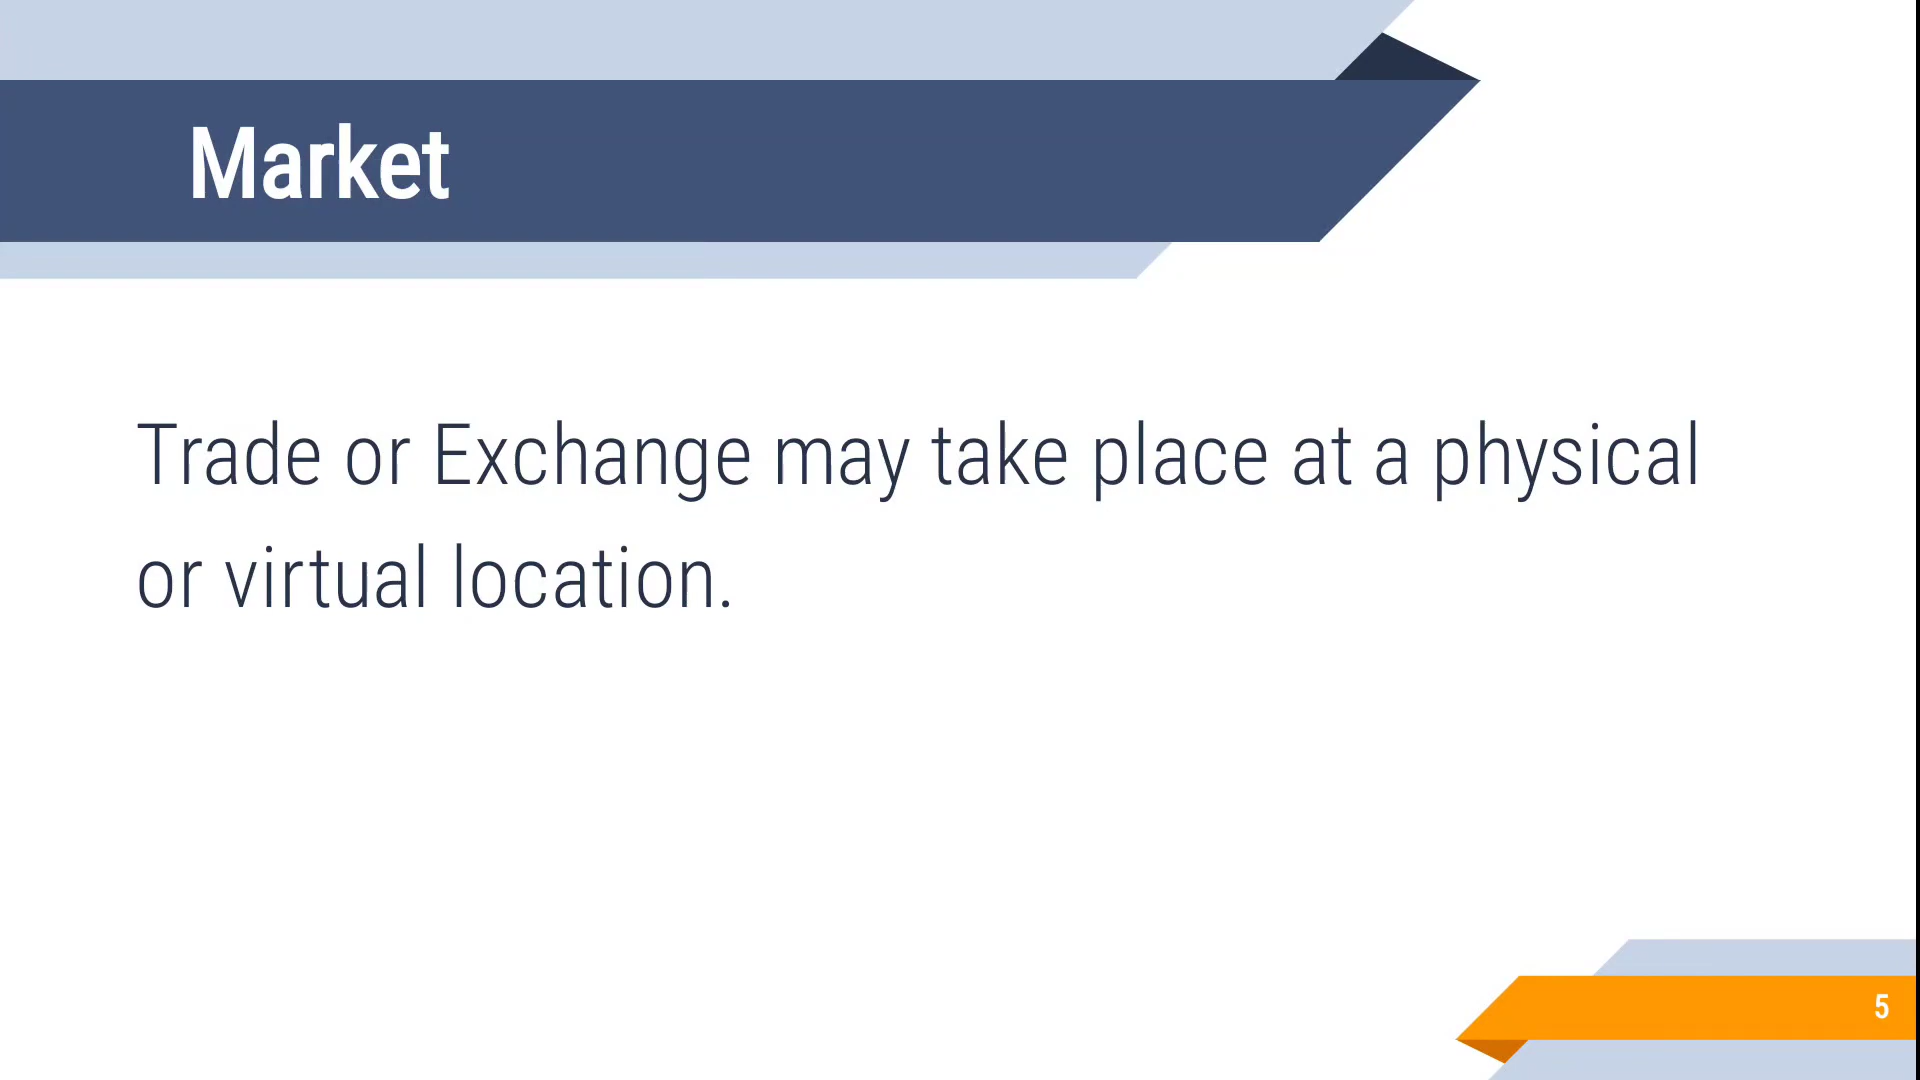 Market
Trade or Exchange may take place at a physical
or virtual location.
5